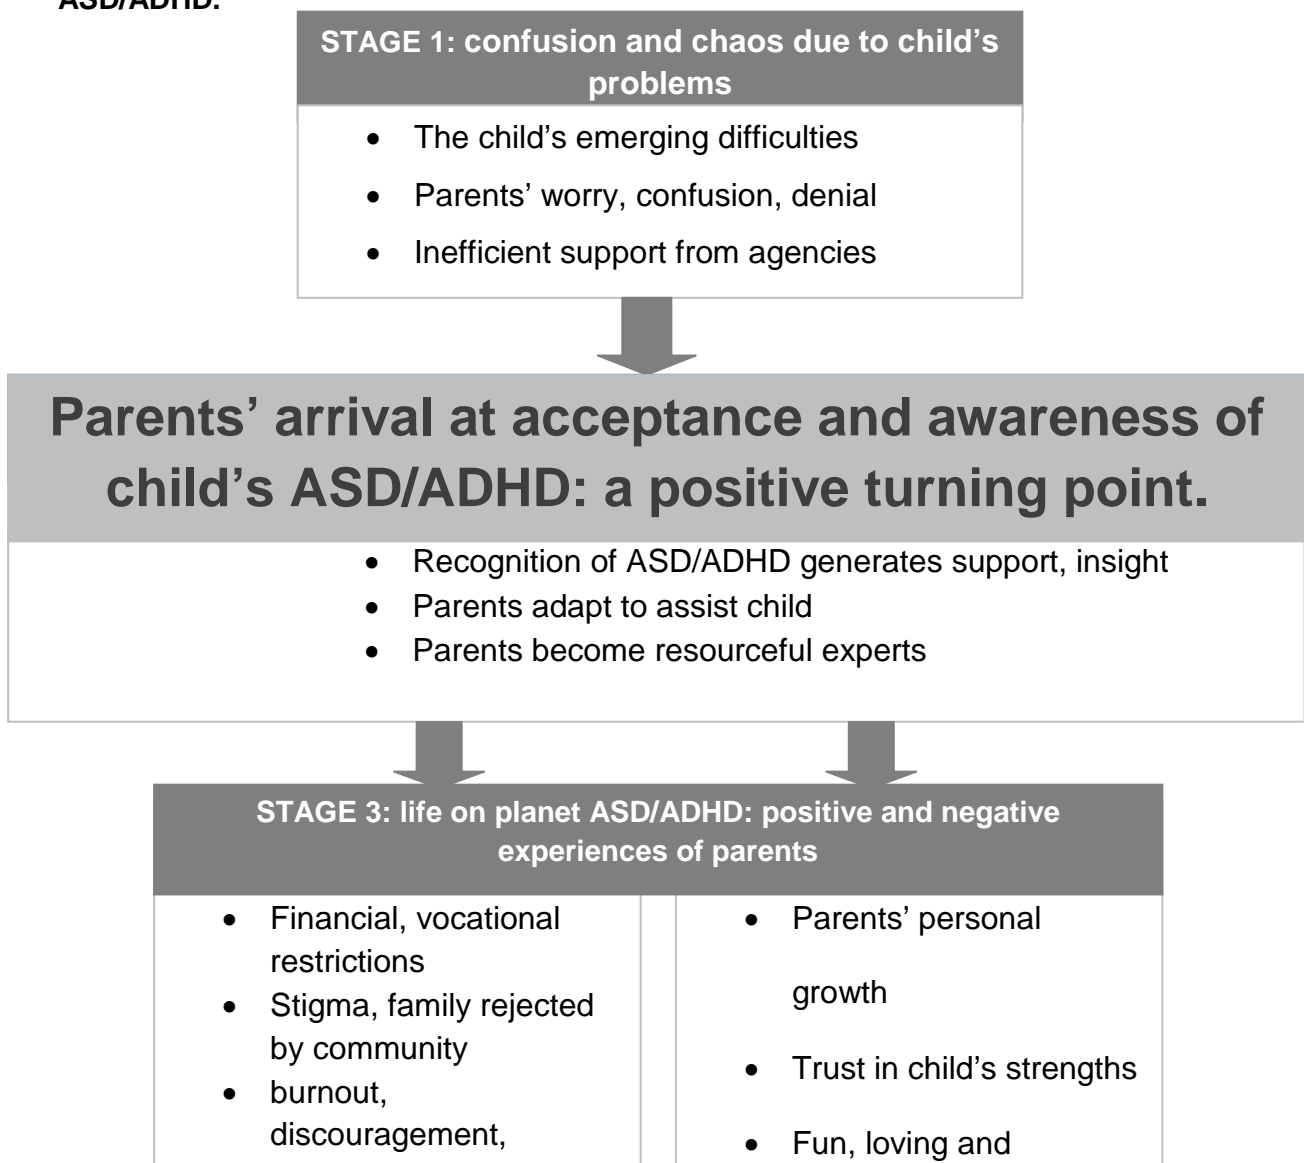 ASD/ADHD.
STAGE 1: confusion and chaos due to child’s
problems
• The child’s emerging difficulties
• Parents’ worry, confusion, denial
• Inefficient support from agencies
Parents’ arrival at acceptance and awareness of
child’s ASD/ADHD: a positive turning point.
• Recognition of ASD/ADHD generates support, insight
• Parents adapt to assist child
• Parents become resourceful experts
STAGE 3: life on planet ASD/ADHD: positive and negative
experiences of parents
• Financial, vocational
restrictions
• Stigma, family rejected
by community
• burnout,
discouragement,
• Parents’ personal
growth
• Trust in child’s strengths
• Fun, loving and